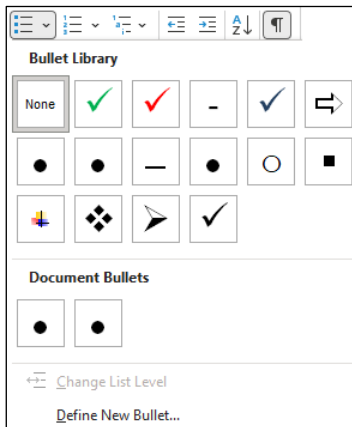 Bullet Library
None
Document Bullets
Change List Level
Define New Bullet...